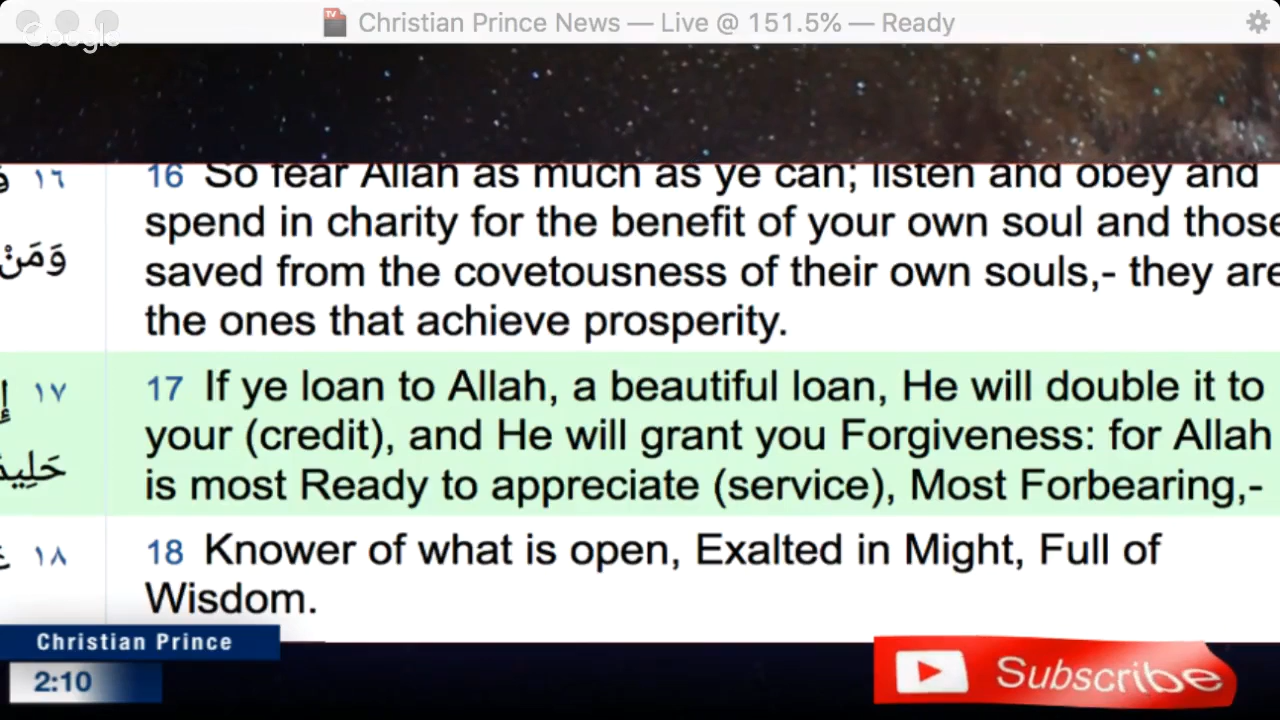 Christian Prince News — Live @ 151.5% — Ready
Google
١٦ 16 So fear Allah as much as ye can; listen and obey and
spend in charity for the benefit of your own soul and those
وَمَنْ
saved from the covetousness of their own souls,- they are
the ones that achieve prosperity.
١٧ 17 If ye loan to Allah, a beautiful loan, He will double it to
your (credit), and He will grant you Forgiveness: for Allah
is most Ready to appreciate (service), Most Forbearing,-
١٨ 18 Knower of what is open, Exalted in Might, Full of
Wisdom.
Christian Prince
2:10
Subscribe